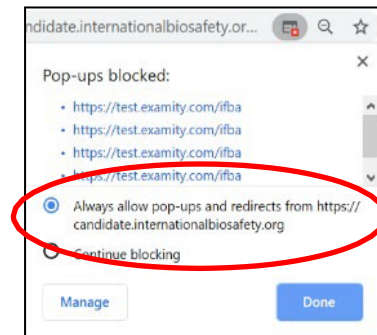 ndidate.internationalbiosafety.or...
Pop-ups blocked:
https://test.examity.com/ifba
https://test.examity.com/ifba
https://test.examity.com/ifba
https://test.examity.com/ifba
Always allow pop-ups and redirects from https://
candidate.internationalbiosafety.org
Continue blocking
Manage
Done